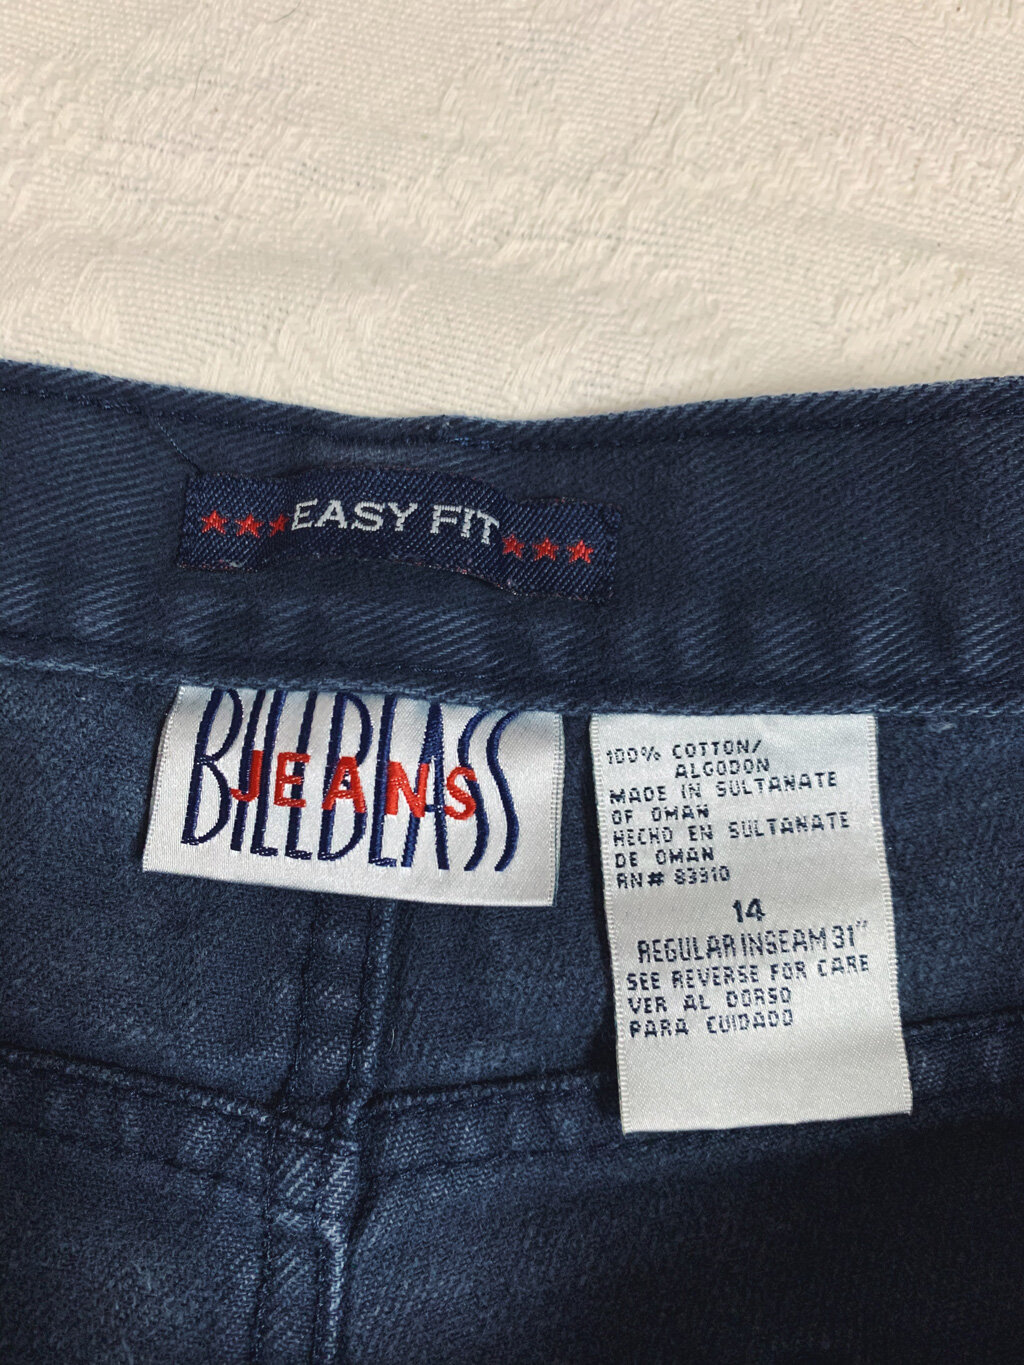 ★★★EASY FIT★★★
BILLBLASS
JEANS
100% COTTON/
ALGODON
MADE IN SULTANATE
OF OMAN
HECHO EN SULTANATE
DE OMAN
RN# 83910
14
REGULAR INSEAM 31"
SEE REVERSE FOR CARE
VER AL DORSO
PARA CUIDADO